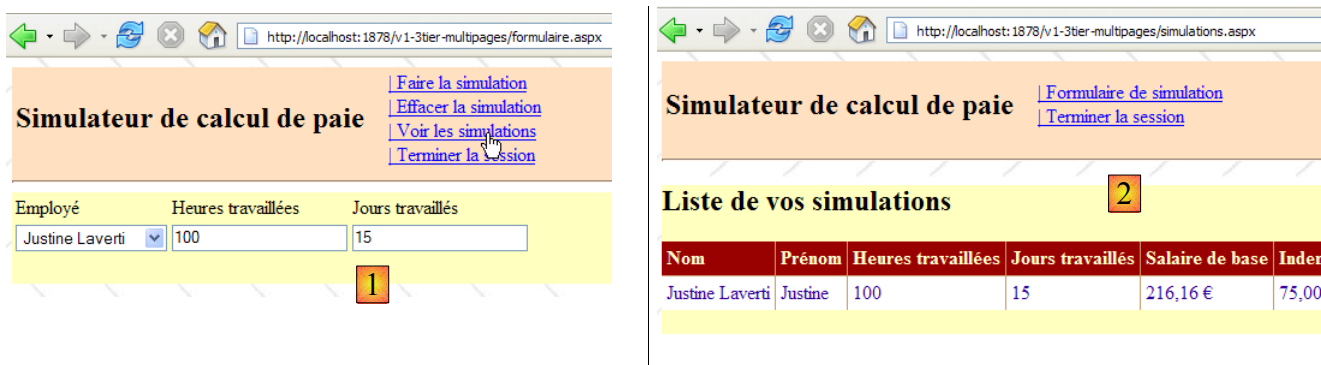 http://localhost:1878/v1-3tier-multipages/formulaire.aspx
Simulateur de calcul de paie
| Faire la simulation
| Effacer la simulation
| Voir les simulations
| Terminer la session
Employé Heures travaillées Jours travaillés
Justine Laverti 100 15
1
http://localhost:1878/v1-3tier-multipages/simulations.aspx
Simulateur de calcul de paie
| Formulaire de simulation
| Terminer la session
2
Liste de vos simulations
Nom Prénom Heures travaillées Jours travaillés Salaire de base Inde
Justine Laverti Justine 100 15 216,16 € 75,00